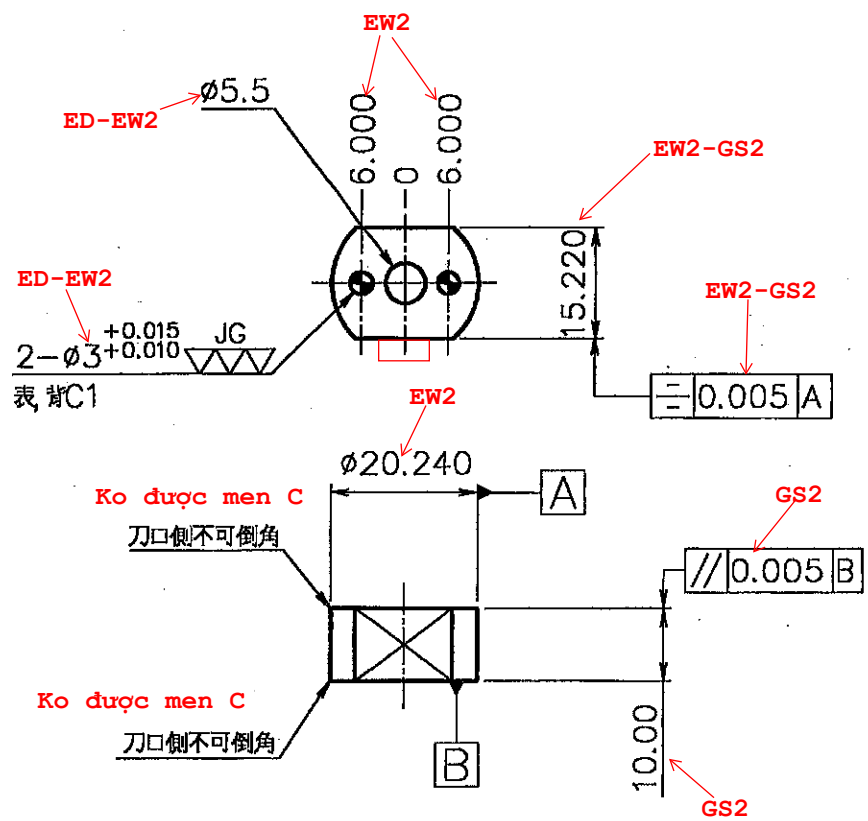 EW2
ø5.5
ED-EW2
6.000
0
6.000
EW2-GS2
15.220
ED-EW2
EW2-GS2
2-ø3 +0.015 +0.010 JG
表,背C1
0.005 A
EW2
ø20.240
A
Ko được men C
刀口側不可倒角
GS2
// 0.005 B
Ko được men C
刀口側不可倒角
B
10.00
GS2